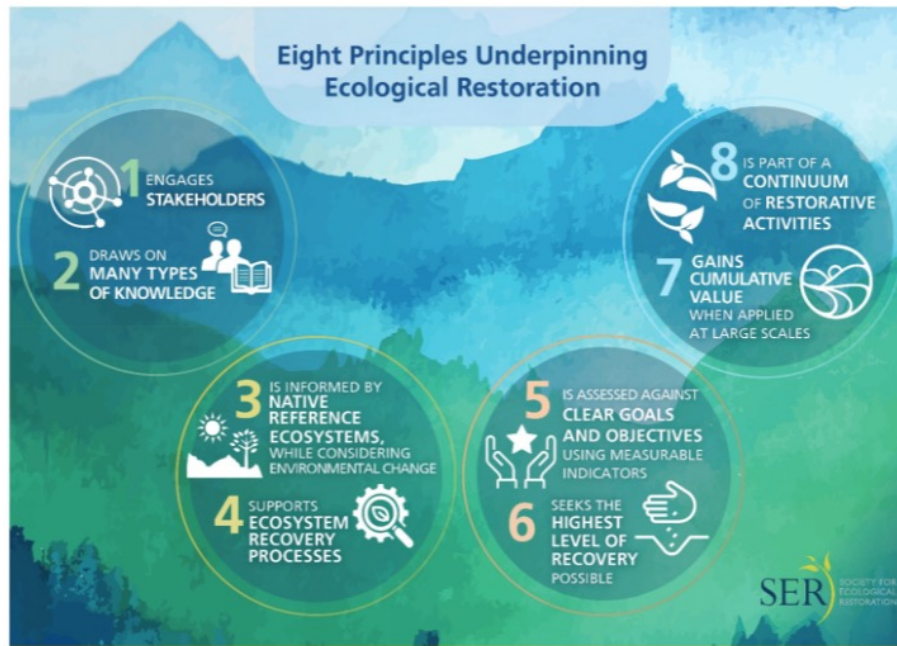 Eight Principles Underpinning
Ecological Restoration
1 ENGAGES
STAKEHOLDERS
2 DRAWS ON
MANY TYPES
OF KNOWLEDGE
3 IS INFORMED BY
NATIVE
REFERENCE
ECOSYSTEMS,
WHILE CONSIDERING
ENVIRONMENTAL CHANGE
4 SUPPORTS
ECOSYSTEM
RECOVERY
PROCESSES
5 IS ASSESSED AGAINST
CLEAR GOALS
AND OBJECTIVES
USING MEASURABLE
INDICATORS
6 SEEKS THE
HIGHEST
LEVEL OF
RECOVERY
POSSIBLE
7 GAINS
CUMULATIVE
VALUE
WHEN APPLIED
AT LARGE SCALES
8 IS PART OF A
CONTINUUM
OF RESTORATIVE
ACTIVITIES
SER
SOCIETY FOR
ECOLOGICAL
RESTORATION